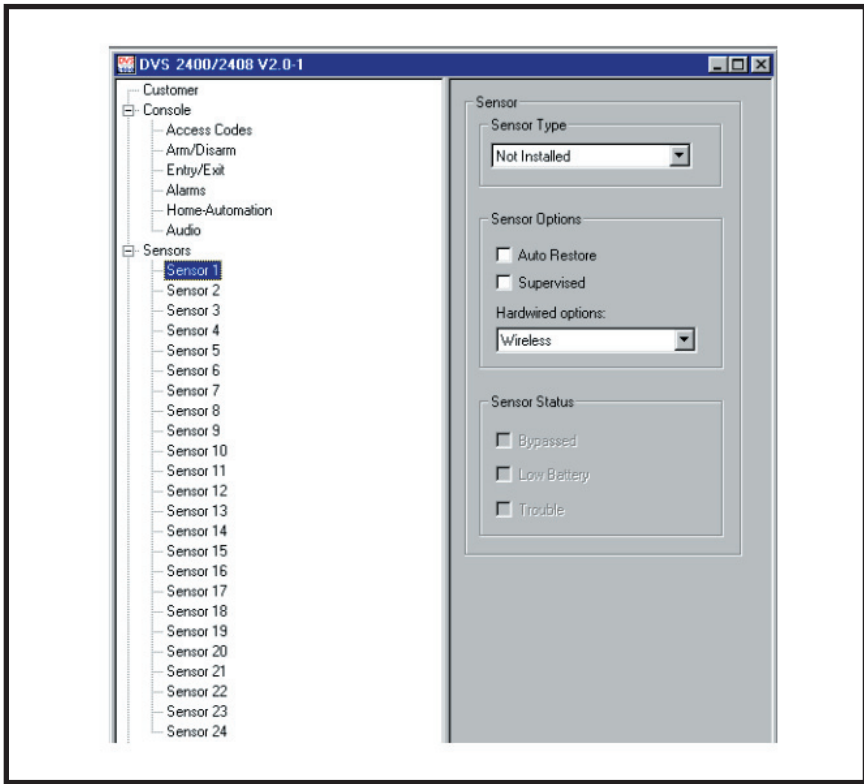 DVS 2400/2408 V2.0-1
Customer
Console
Access Codes
Arm/Disarm
Entry/Exit
Alarms
Home-Automation
Audio
Sensors
Sensor 1
Sensor 2
Sensor 3
Sensor 4
Sensor 5
Sensor 6
Sensor 7
Sensor 8
Sensor 9
Sensor 10
Sensor 11
Sensor 12
Sensor 13
Sensor 14
Sensor 15
Sensor 16
Sensor 17
Sensor 18
Sensor 19
Sensor 20
Sensor 21
Sensor 22
Sensor 23
Sensor 24
Sensor
Sensor Type
Not Installed
Sensor Options
Auto Restore
Supervised
Hardwired options:
Wireless
Sensor Status
Bypassed
Low Battery
Trouble